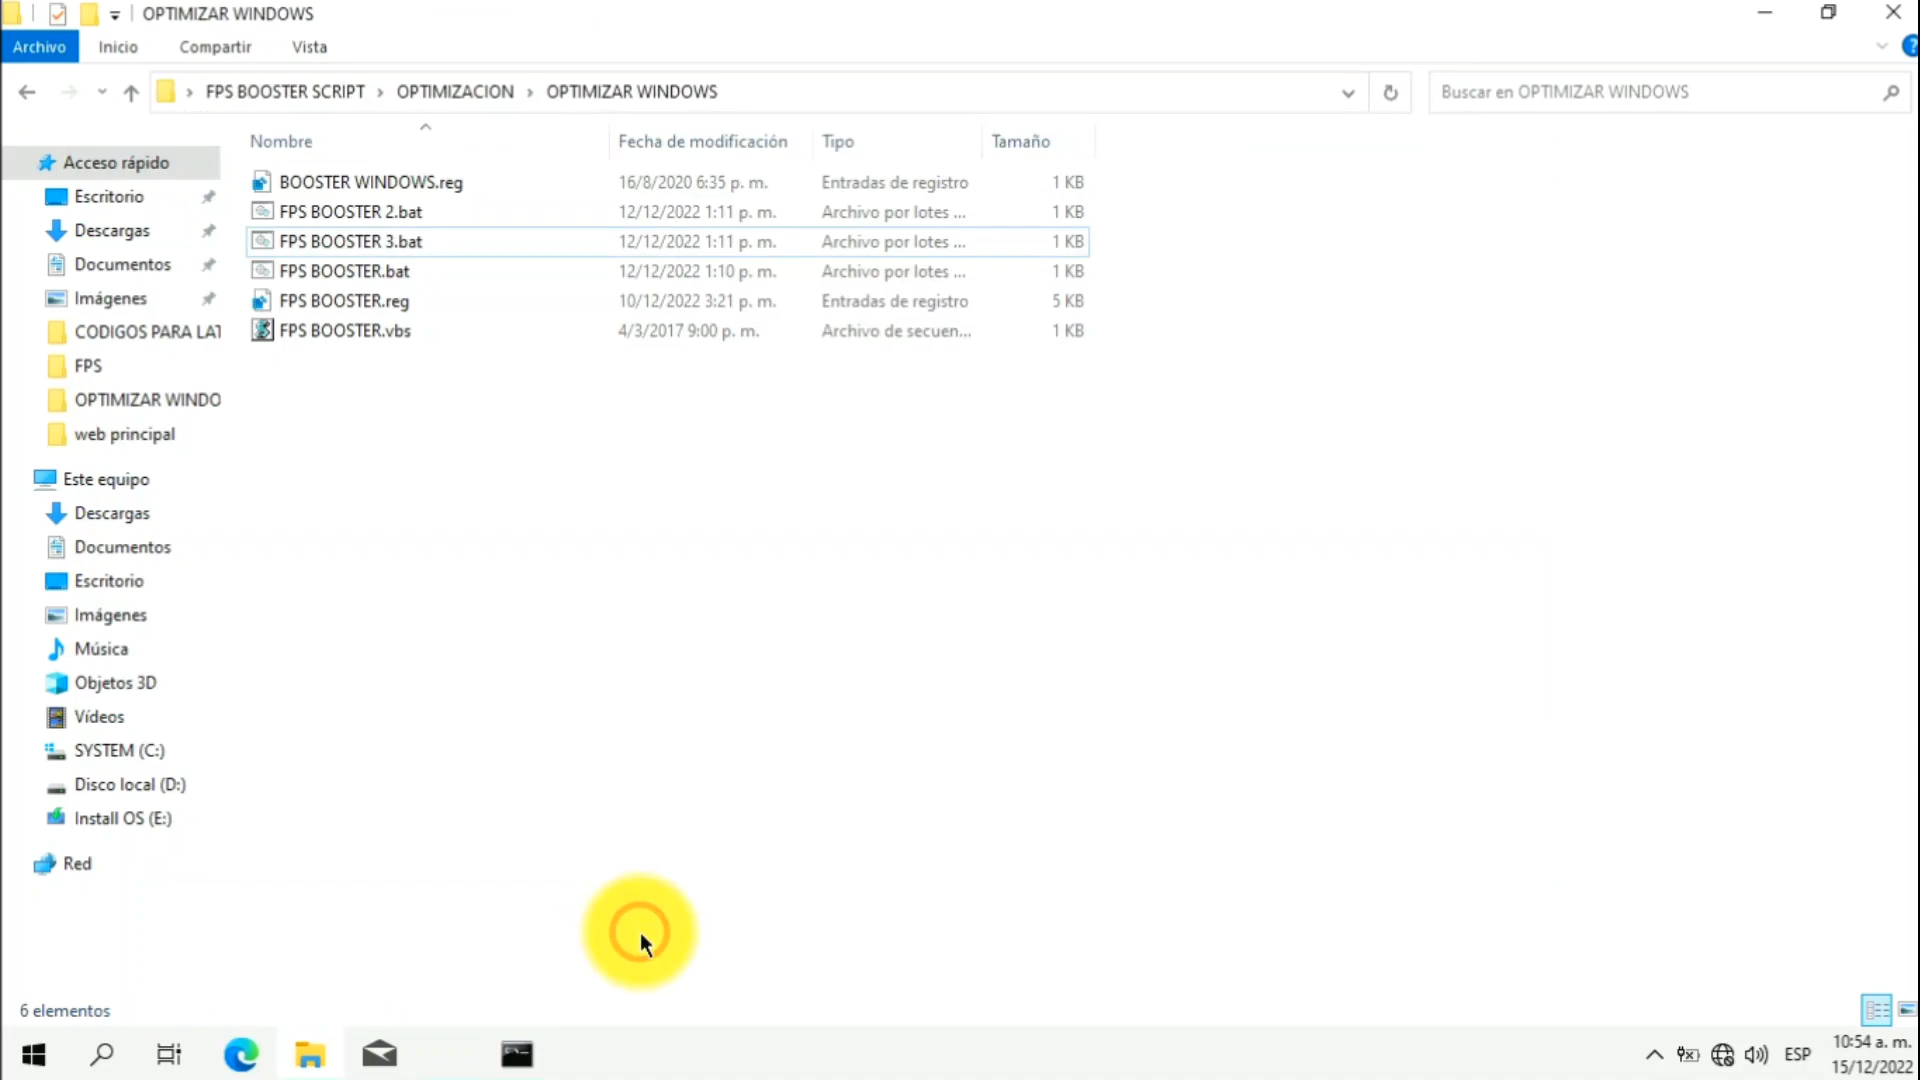 OPTIMIZAR WINDOWS
Archivo Inicio Compartir Vista
FPS BOOSTER SCRIPT › OPTIMIZACION › OPTIMIZAR WINDOWS
Buscar en OPTIMIZAR WINDOWS
Nombre Fecha de modificación Tipo Tamaño
BOOSTER WINDOWS.reg 16/8/2020 6:35 p. m. Entradas de registro 1 KB
FPS BOOSTER 2.bat 12/12/2022 1:11 p. m. Archivo por lotes ... 1 KB
FPS BOOSTER 3.bat 12/12/2022 1:11 p. m. Archivo por lotes ... 1 KB
FPS BOOSTER.bat 12/12/2022 1:10 p. m. Archivo por lotes ... 1 KB
FPS BOOSTER.reg 10/12/2022 3:21 p. m. Entradas de registro 5 KB
FPS BOOSTER.vbs 4/3/2017 9:00 p. m. Archivo de secuen... 1 KB
Acceso rápido
Escritorio
Descargas
Documentos
Imágenes
CODIGOS PARA LAT
FPS
OPTIMIZAR WINDO
web principal
Este equipo
Descargas
Documentos
Escritorio
Imágenes
Música
Objetos 3D
Vídeos
SYSTEM (C:)
Disco local (D:)
Install OS (E:)
Red
6 elementos
ESP
10:54 a. m.
15/12/2022